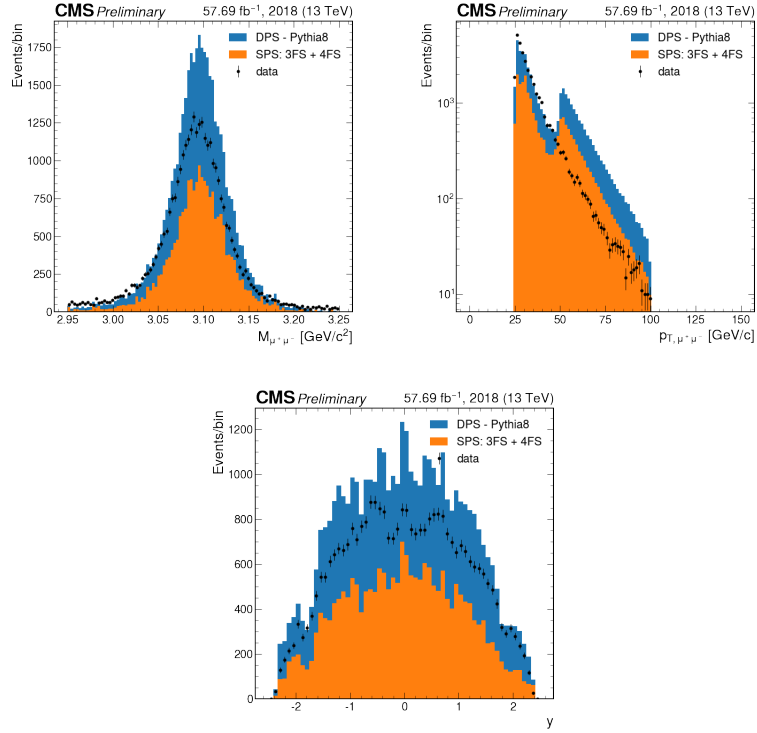 CMS Preliminary 57.69 fb⁻¹, 2018 (13 TeV)
Events/bin
1750
1500
1250
1000
750
500
250
0
DPS - Pythia8
SPS: 3FS + 4FS
data
2.95 3.00 3.05 3.10 3.15 3.20 3.25
M_μ⁺μ⁻ [GeV/c²]
CMS Preliminary 57.69 fb⁻¹, 2018 (13 TeV)
Events/bin
10³
10²
10¹
DPS - Pythia8
SPS: 3FS + 4FS
data
0 25 50 75 100 125 150
p_T, μ⁺μ⁻ [GeV/c]
CMS Preliminary 57.69 fb⁻¹, 2018 (13 TeV)
Events/bin
1200
1000
800
600
400
200
0
DPS - Pythia8
SPS: 3FS + 4FS
data
-2 -1 0 1 2
y